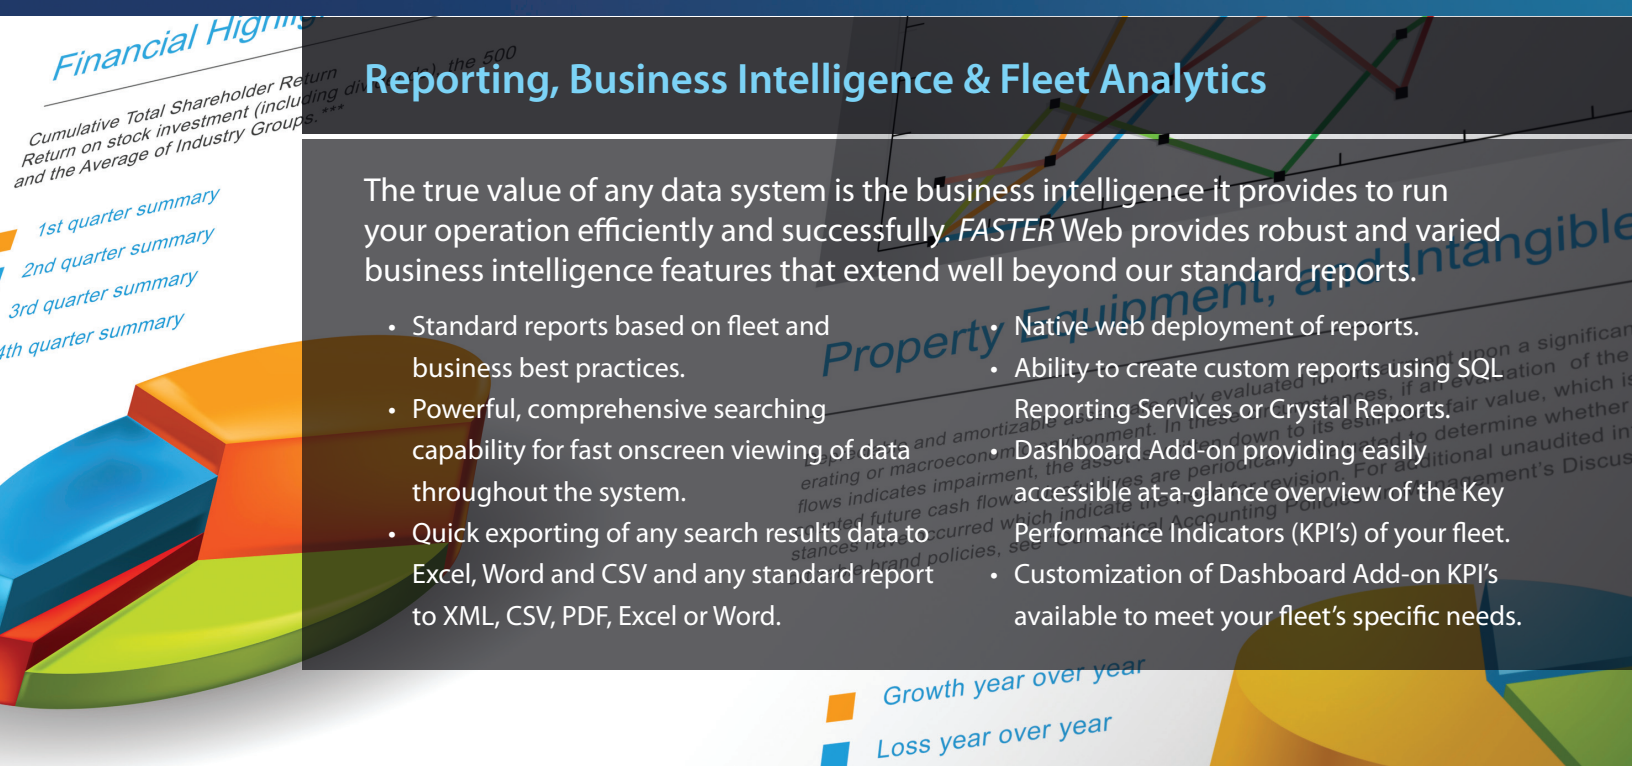 Financial
Cumulative Total Shareholder Return
Return on stock investment (including dividends), the 500
and the Average of Industry Groups. ***
1st quarter summary
2nd quarter summary
3rd quarter summary
4th quarter summary
Reporting, Business Intelligence & Fleet Analytics
The true value of any data system is the business intelligence it provides to run
your operation efficiently and successfully. FASTER Web provides robust and varied
business intelligence features that extend well beyond our standard reports.
• Standard reports based on fleet and
business best practices.
• Powerful, comprehensive searching
capability for fast onscreen viewing of data
throughout the system.
• Quick exporting of any search results data to
Excel, Word and CSV and any standard report
to XML, CSV, PDF, Excel or Word.
• Native web deployment of reports.
• Ability to create custom reports using SQL
Reporting Services or Crystal Reports.
• Dashboard Add-on providing easily
accessible at-a-glance overview of the Key
Performance Indicators (KPI's) of your fleet.
• Customization of Dashboard Add-on KPI's
available to meet your fleet's specific needs.
Property Equipment, and Intangible
Growth year over year
Loss year over year